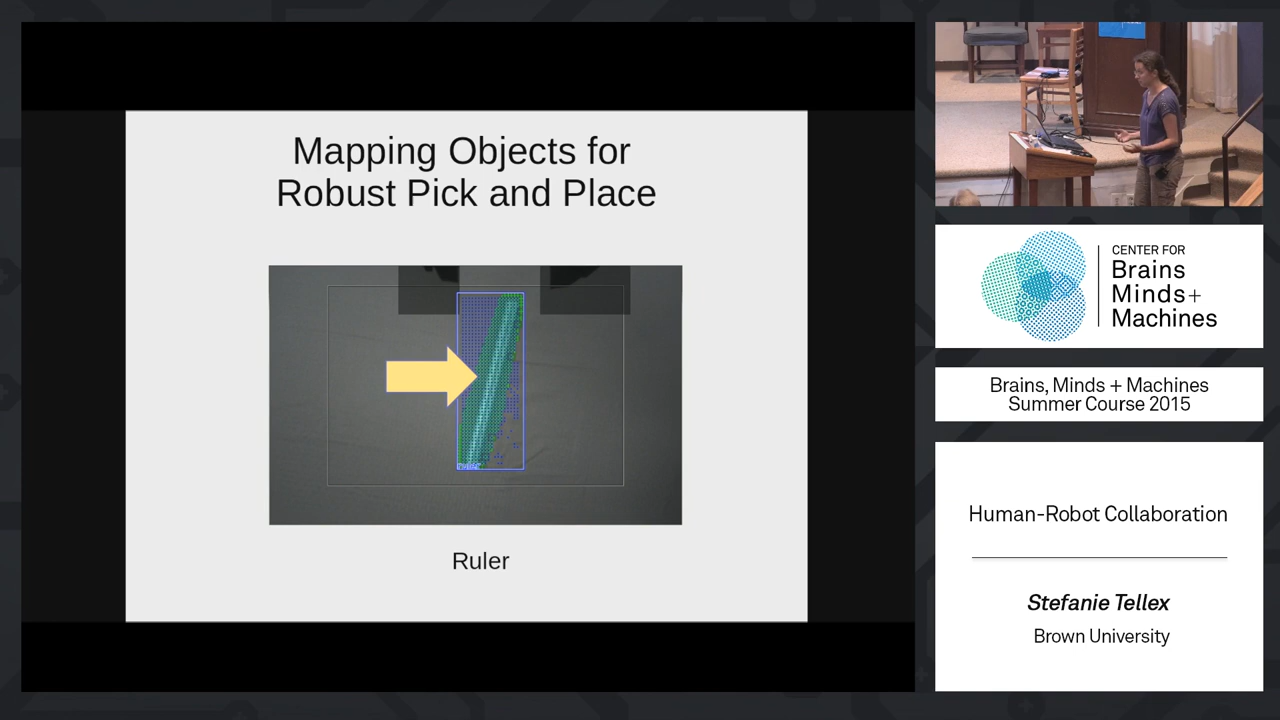 Mapping Objects for
Robust Pick and Place
Ruler
CENTER FOR
Brains
Minds+
Machines
Brains, Minds + Machines
Summer Course 2015
Human-Robot Collaboration
Stefanie Tellex
Brown University